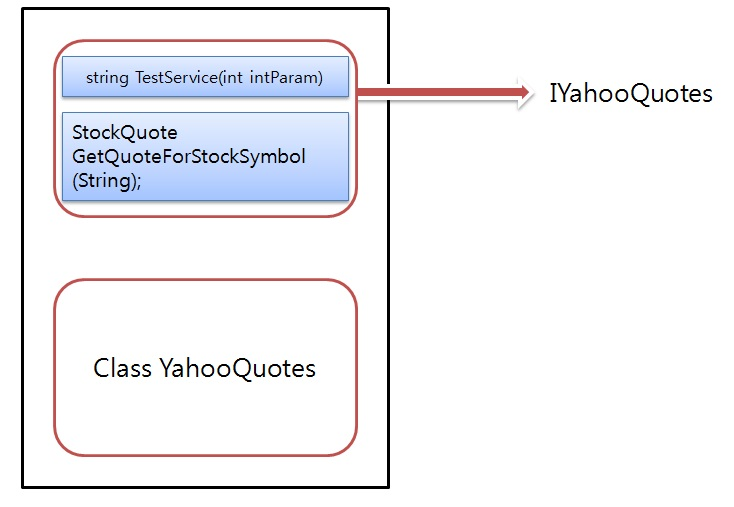 string TestService(int intParam)
IYahooQuotes
StockQuote
GetQuoteForStockSymbol
(String);
Class YahooQuotes